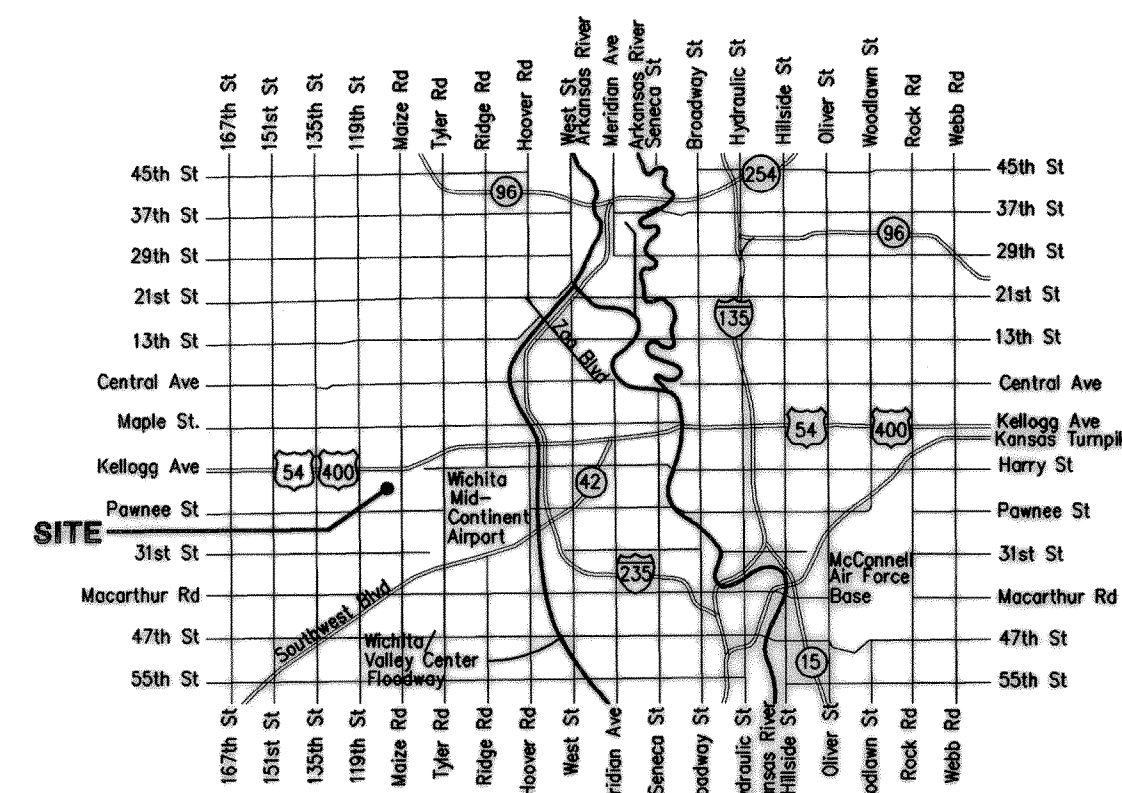 167th St
151st St
135th St
119th St
Maize Rd
Tyler Rd
Ridge Rd
Hoover Rd
West St
Arkansas River
Meridian Ave
Arkansas River
Seneca St
Broadway St
Hydraulic St
Hillside St
Oliver St
Woodlawn St
Rock Rd
Webb Rd
45th St
37th St
29th St
21st St
13th St
Central Ave
Maple St.
Kellogg Ave
Pawnee St
SITE
31st St
Macarthur Rd
47th St
55th St
96
254
96
135
Zoo Blvd
54
400
54
400
42
Wichita
Mid-
Continent
Airport
235
McConnell
Air Force
Base
Southwest Blvd
Wichita/
Valley Center
Floodway
15
45th St
37th St
29th St
21st St
13th St
Central Ave
Kellogg Ave
Kansas Turnpil
Harry St
Pawnee St
31st St
Macarthur Rd
47th St
55th St
167th St
151st St
135th St
119th St
Maize Rd
Tyler Rd
Ridge Rd
Hoover Rd
West St
ridian Ave
Seneca St
oadway St
draulic St
nsas River
Hillside St
Oliver St
odlawn St
Rock Rd
Webb Rd